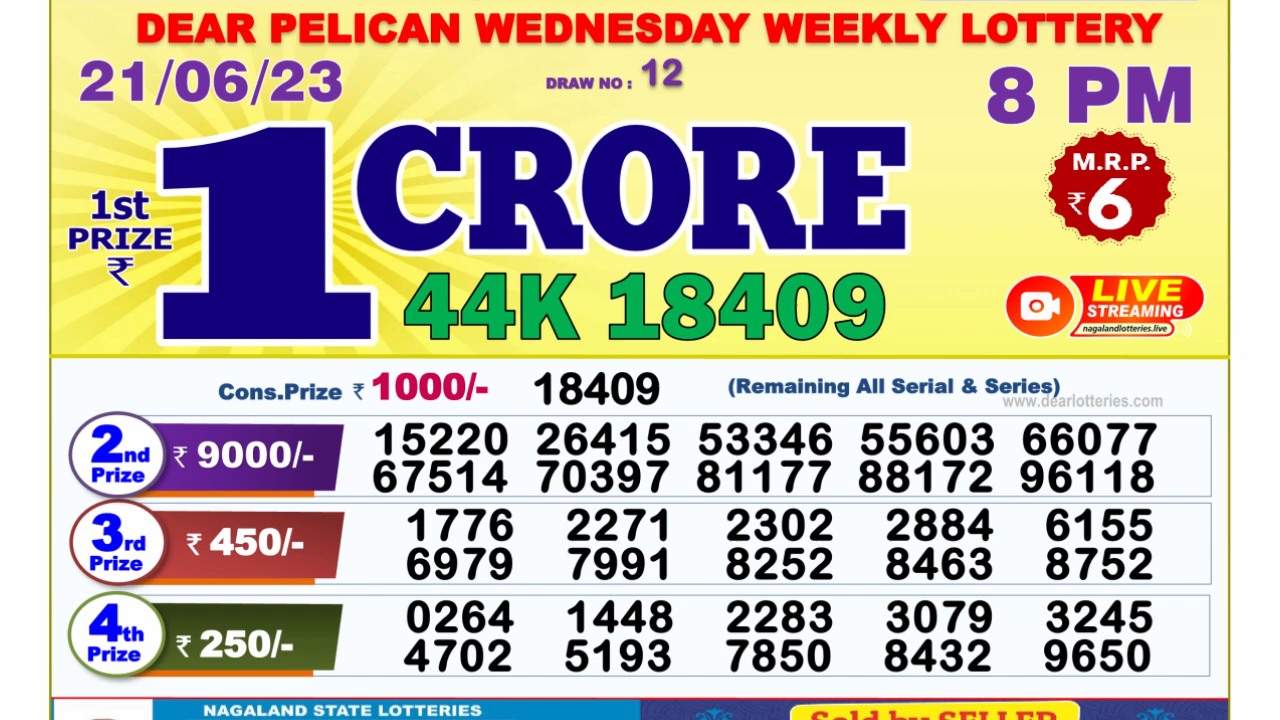 DEAR PELICAN WEDNESDAY WEEKLY LOTTERY
21/06/23 DRAW NO : 12 8 PM
1st PRIZE ₹ 1 CRORE
M.R.P. ₹ 6
44K 18409
LIVE
STREAMING
nagalandlotteries.live
Cons.Prize ₹ 1000/- 18409 (Remaining All Serial & Series)
www.dearlotteries.com
2nd Prize ₹ 9000/-
15220 26415 53346 55603 66077
67514 70397 81177 88172 96118
3rd Prize ₹ 450/-
1776 2271 2302 2884 6155
6979 7991 8252 8463 8752
4th Prize ₹ 250/-
0264 1448 2283 3079 3245
4702 5193 7850 8432 9650
NAGALAND STATE LOTTERIES
Sold by SELLER